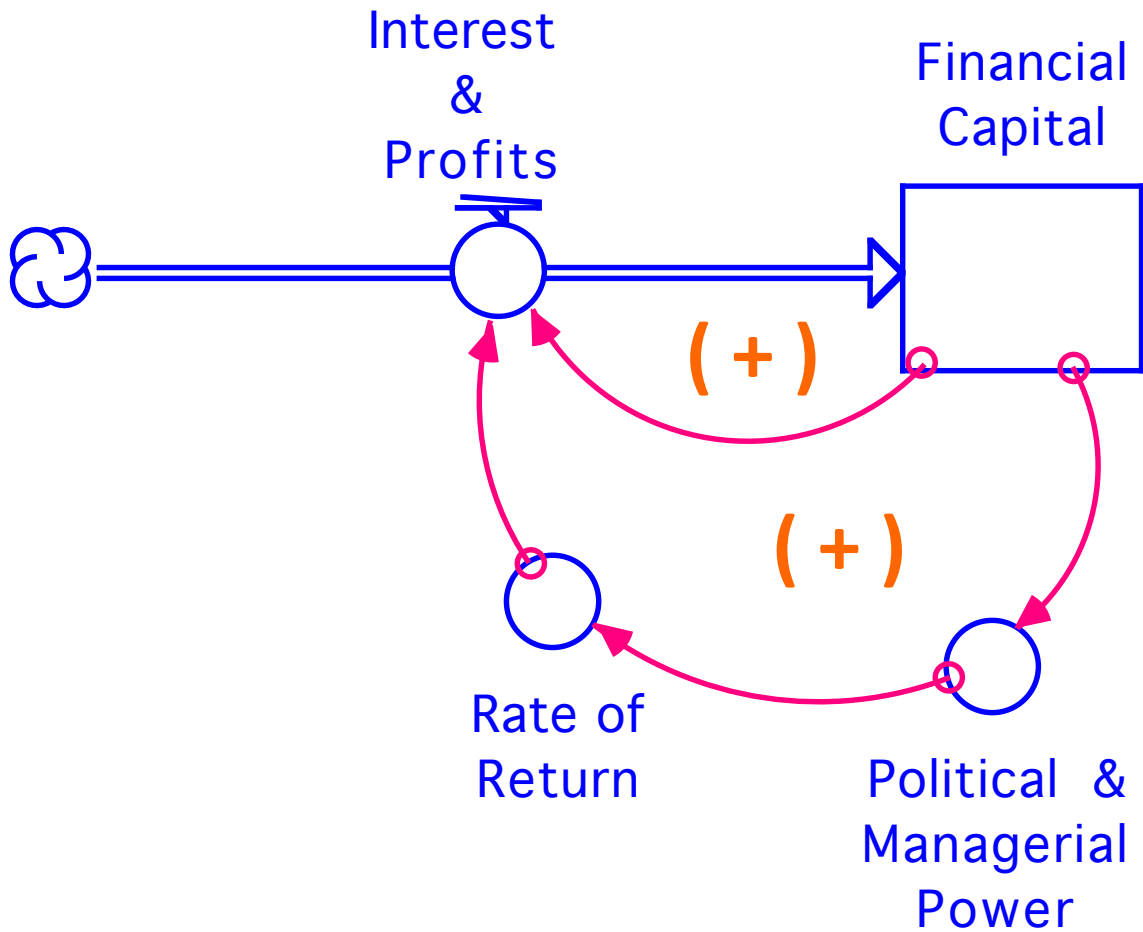 Interest
&
Profits
Financial
Capital
( + )
( + )
Rate of
Return
Political &
Managerial
Power